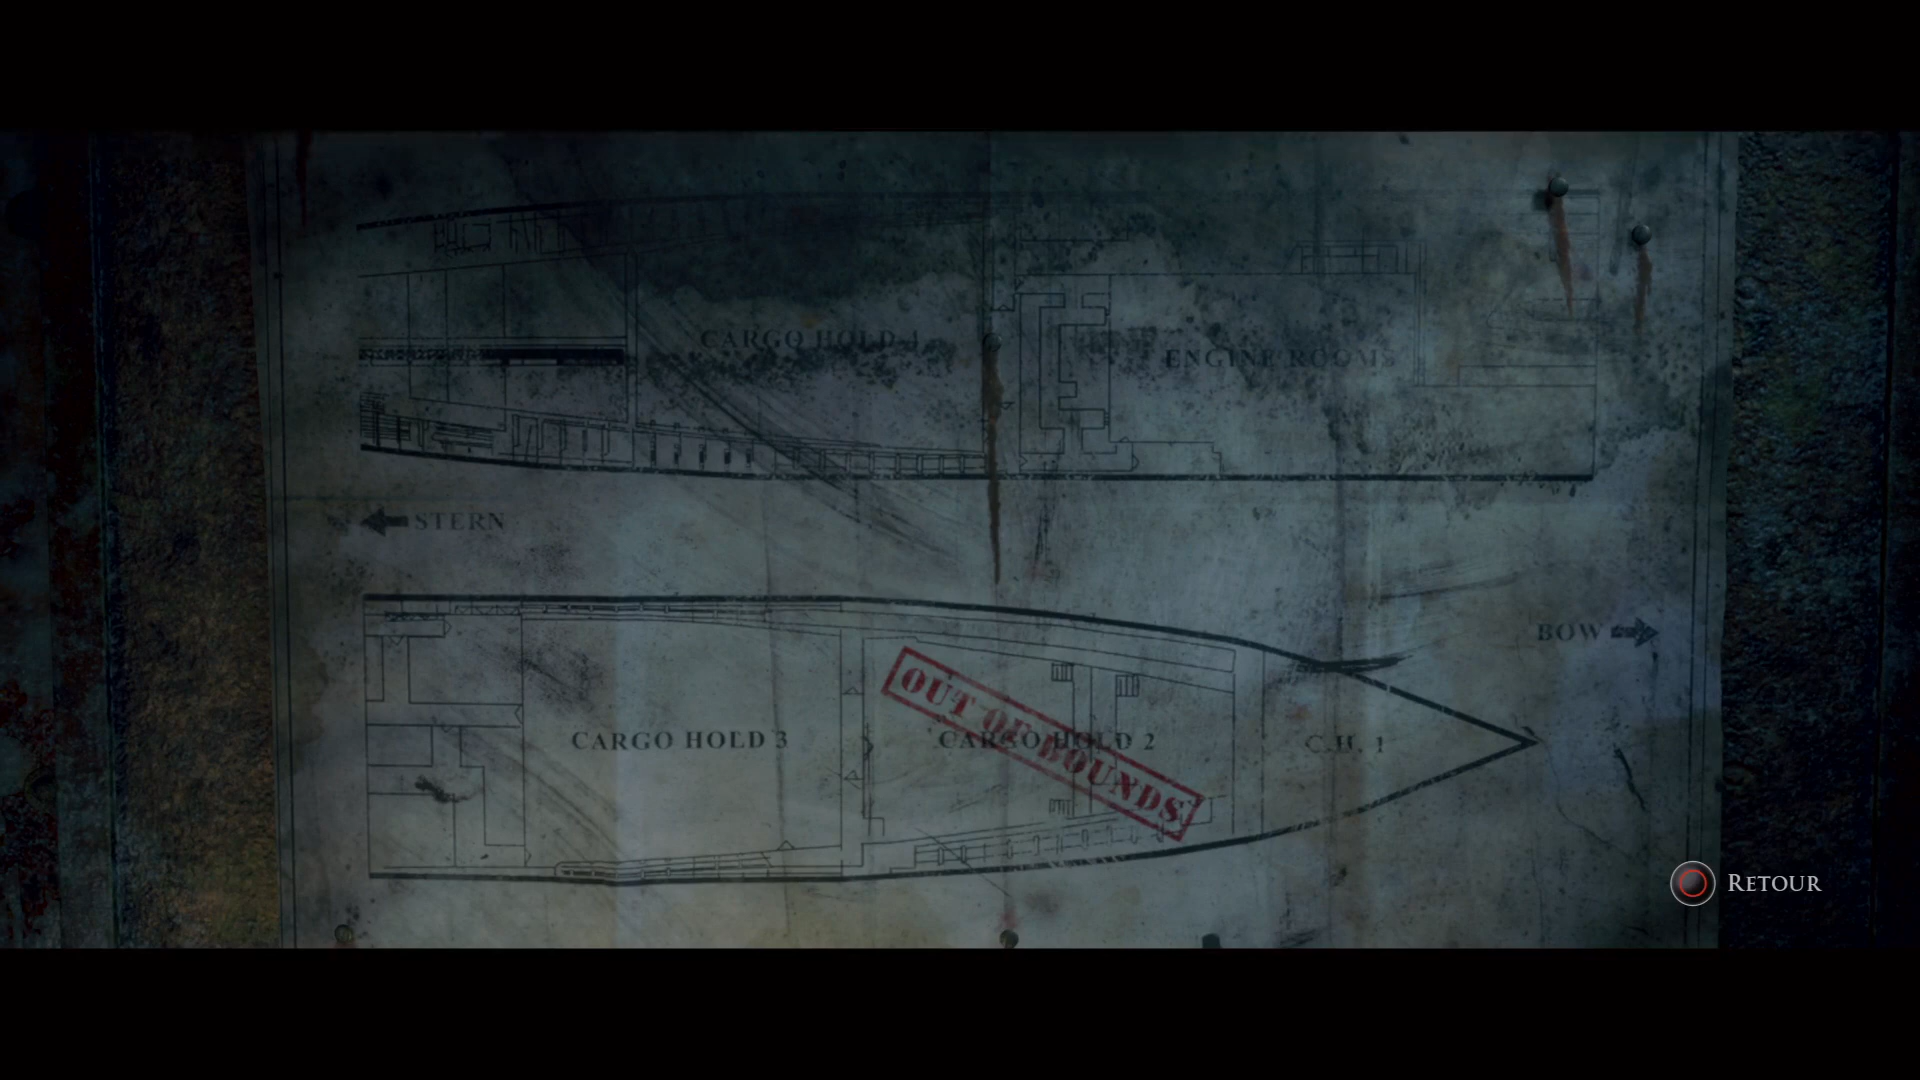 CARGO HOLD 4
ENGINE ROOMS
STERN
BOW
OUT OF BOUNDS
CARGO HOLD 3
CARGO HOLD 2
C.H. 1
RETOUR